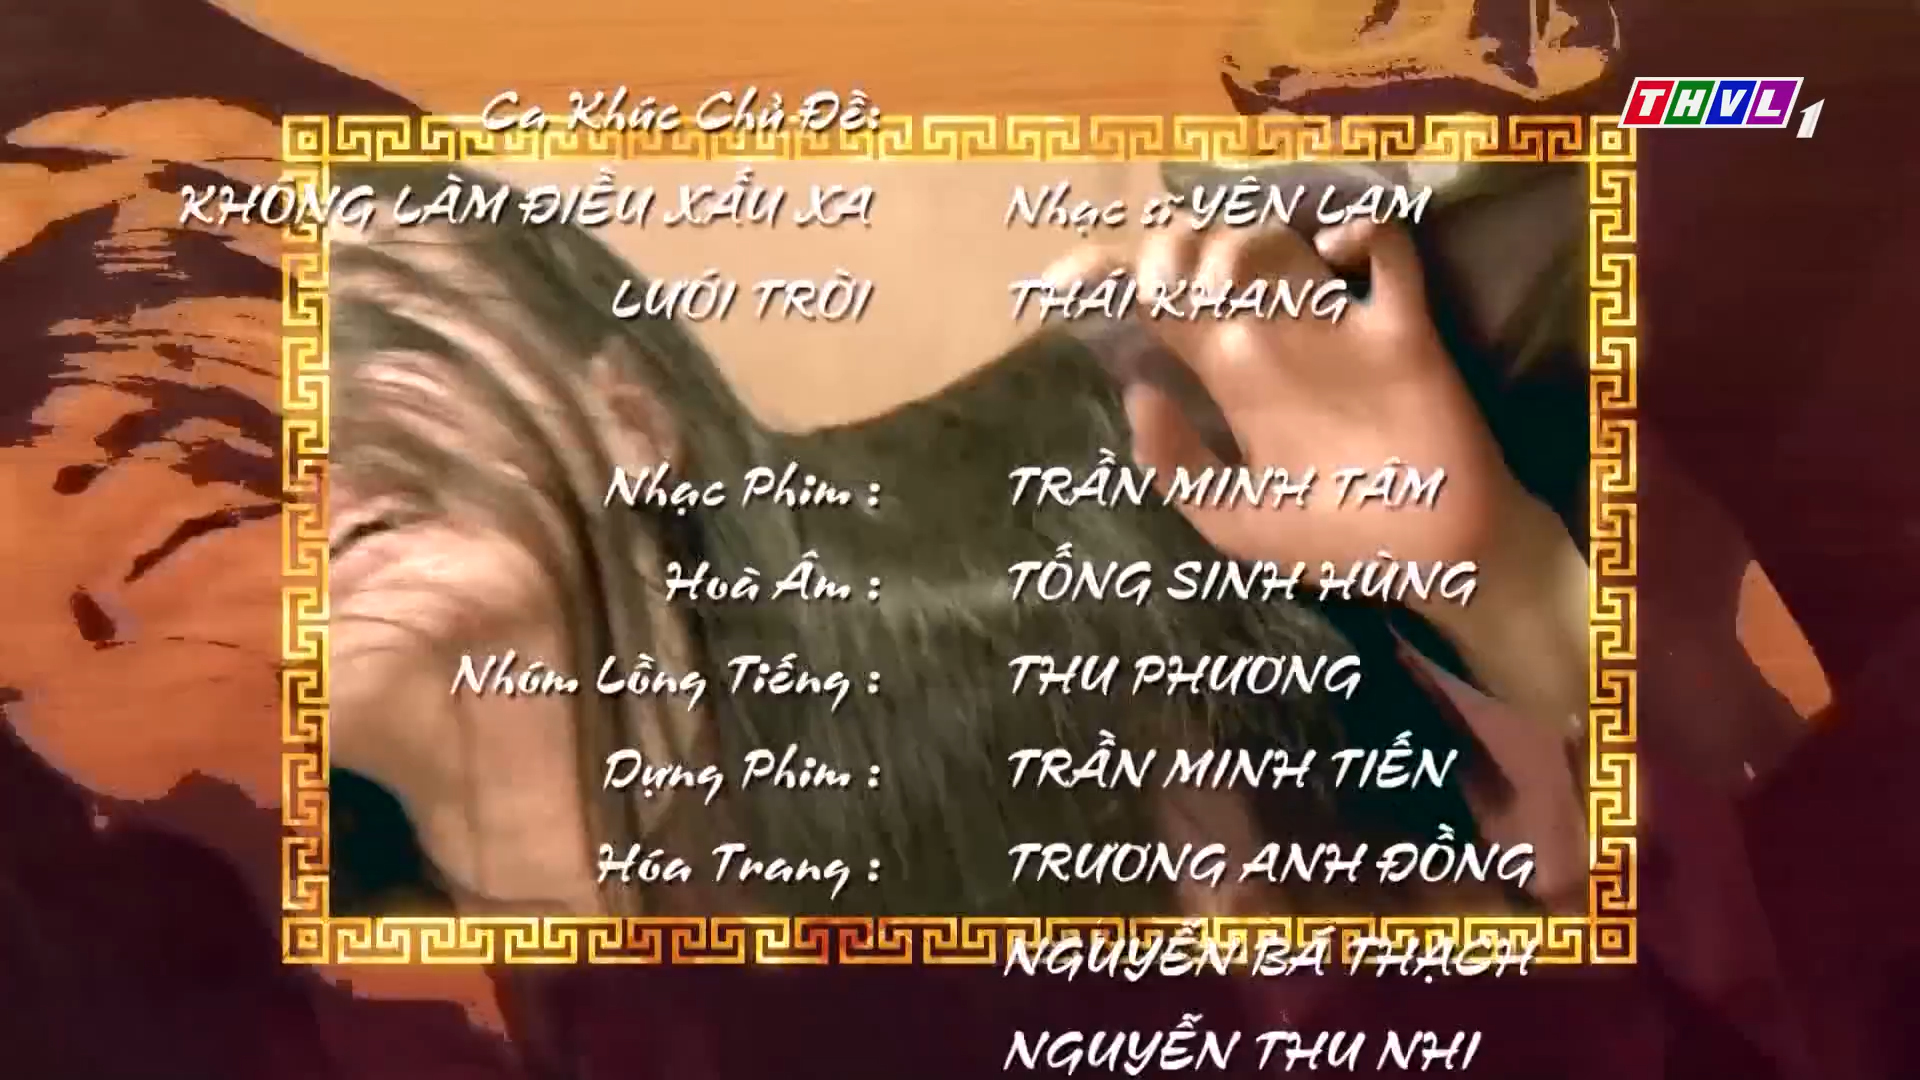 THVL1
Ca Khúc Chủ Đề:
KHÔNG LÀM ĐIỀU XẤU XA Nhạc sĩ YÊN LAM
LƯỚI TRỜI THÁI KHANG
Nhạc Phim : TRẦN MINH TÂM
Hoà Âm : TỐNG SINH HÙNG
Nhóm Lồng Tiếng : THU PHƯƠNG
Dựng Phim : TRẦN MINH TIẾN
Hóa Trang : TRƯƠNG ANH ĐỒNG
NGUYỄN BÁ THẠCH
NGUYỄN THU NHI